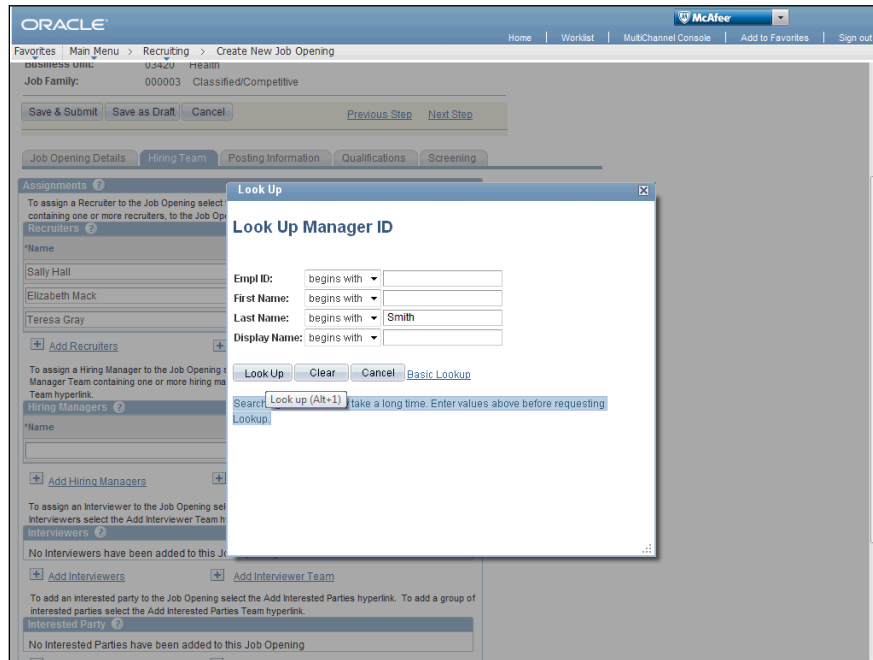 ORACLE
McAfee
Home | Worklist | MultiChannel Console | Add to Favorites | Sign out
Favorites Main Menu > Recruiting > Create New Job Opening
Business Unit: 03420 Health
Job Family: 000003 Classified/Competitive
Save & Submit Save as Draft Cancel Previous Step Next Step
Job Opening Details Hiring Team Posting Information Qualifications Screening
Assignments
To assign a Recruiter to the Job Opening select
containing one or more recruiters, to the Job Op
Recruiters
*Name
Sally Hall
Elizabeth Mack
Teresa Gray
Add Recruiters
To assign a Hiring Manager to the Job Opening s
Manager Team containing one or more hiring ma
Team hyperlink.
Hiring Managers
*Name
Add Hiring Managers
To assign an Interviewer to the Job Opening sel
Interviewers select the Add Interviewer Team h
Interviewers
No Interviewers have been added to this Jo
Add Interviewers Add Interviewer Team
To add an interested party to the Job Opening select the Add Interested Parties hyperlink. To add a group of
interested parties select the Add Interested Parties Team hyperlink.
Interested Party
No Interested Parties have been added to this Job Opening
Look Up
Look Up Manager ID
Empl ID: begins with
First Name: begins with
Last Name: begins with Smith
Display Name: begins with
Look Up Clear Cancel Basic Lookup
Search take a long time. Enter values above before requesting
Lookup.
Look up (Alt+1)